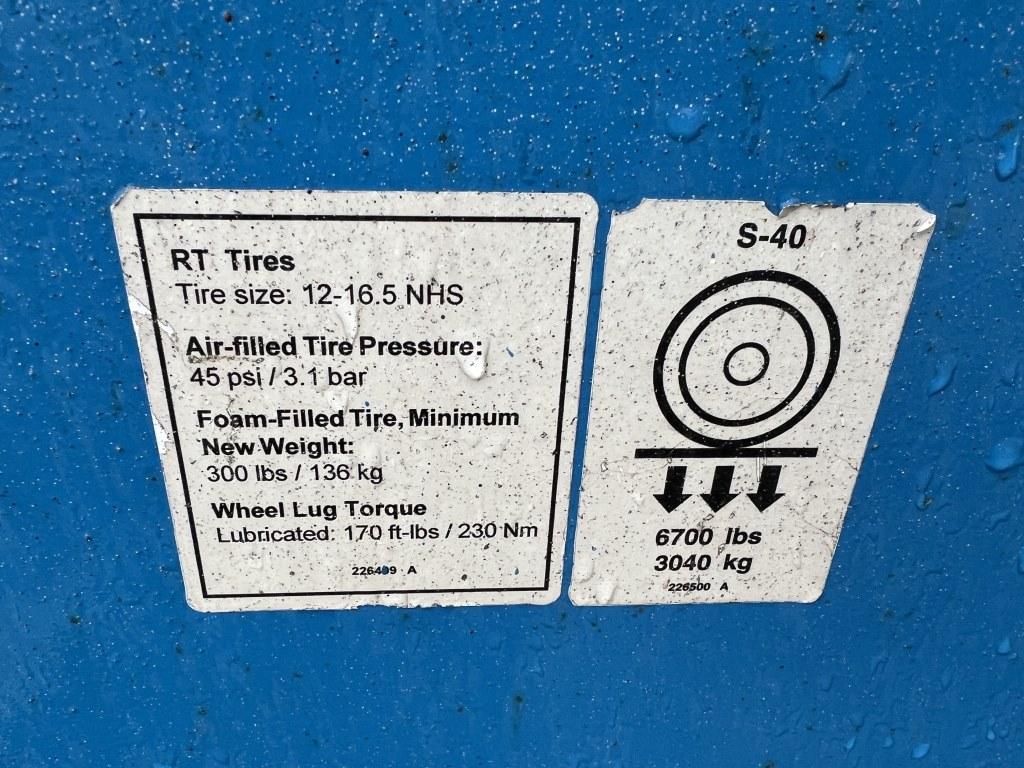 RT Tires
Tire size: 12-16.5 NHS
Air-filled Tire Pressure:
45 psi / 3.1 bar
Foam-Filled Tire, Minimum
New Weight:
300 lbs / 136 kg
Wheel Lug Torque
Lubricated: 170 ft-lbs / 230 Nm
226499 A
S-40
6700 lbs
3040 kg
226500 A